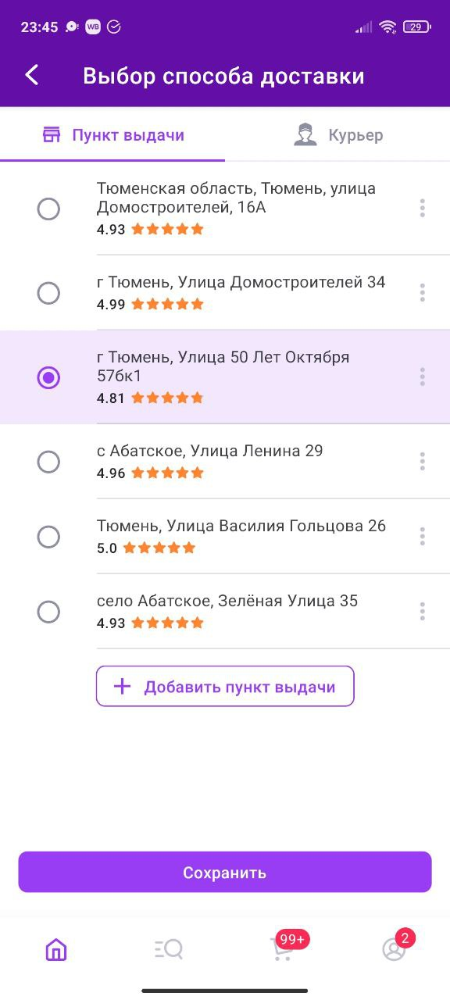 23:45
WB
29
Выбор способа доставки
Пункт выдачи
Курьер
Тюменская область, Тюмень, улица
Домостроителей, 16А
4.93
г Тюмень, Улица Домостроителей 34
4.99
г Тюмень, Улица 50 Лет Октября
57бк1
4.81
с Абатское, Улица Ленина 29
4.96
Тюмень, Улица Василия Гольцова 26
5.0
село Абатское, Зелёная Улица 35
4.93
Добавить пункт выдачи
Сохранить
99+
2